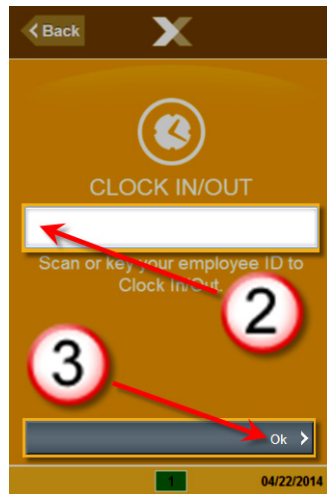 Back
CLOCK IN/OUT
Scan or key your employee ID to
Clock In/Out.
2
3
Ok
1
04/22/2014